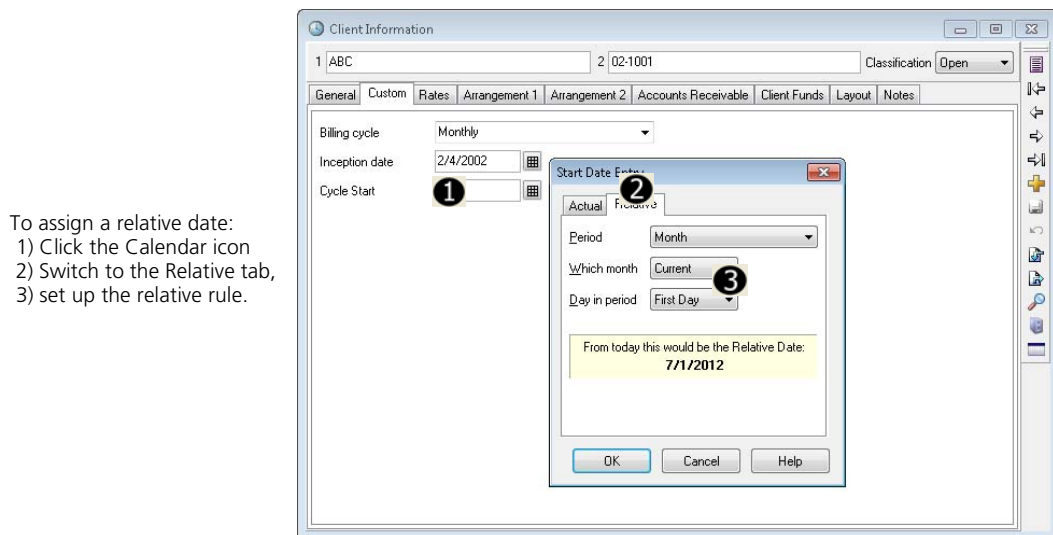 To assign a relative date:
1) Click the Calendar icon
2) Switch to the Relative tab,
3) set up the relative rule.
Client Information
1 ABC 2 02-1001 Classification Open
General Custom Rates Arrangement 1 Arrangement 2 Accounts Receivable Client Funds Layout Notes
Billing cycle Monthly
Inception date 2/4/2002
Cycle Start 1
Start Date Entry
2
Actual Relative
Period Month
Which month Current
3
Day in period First Day
From today this would be the Relative Date:
7/1/2012
OK Cancel Help